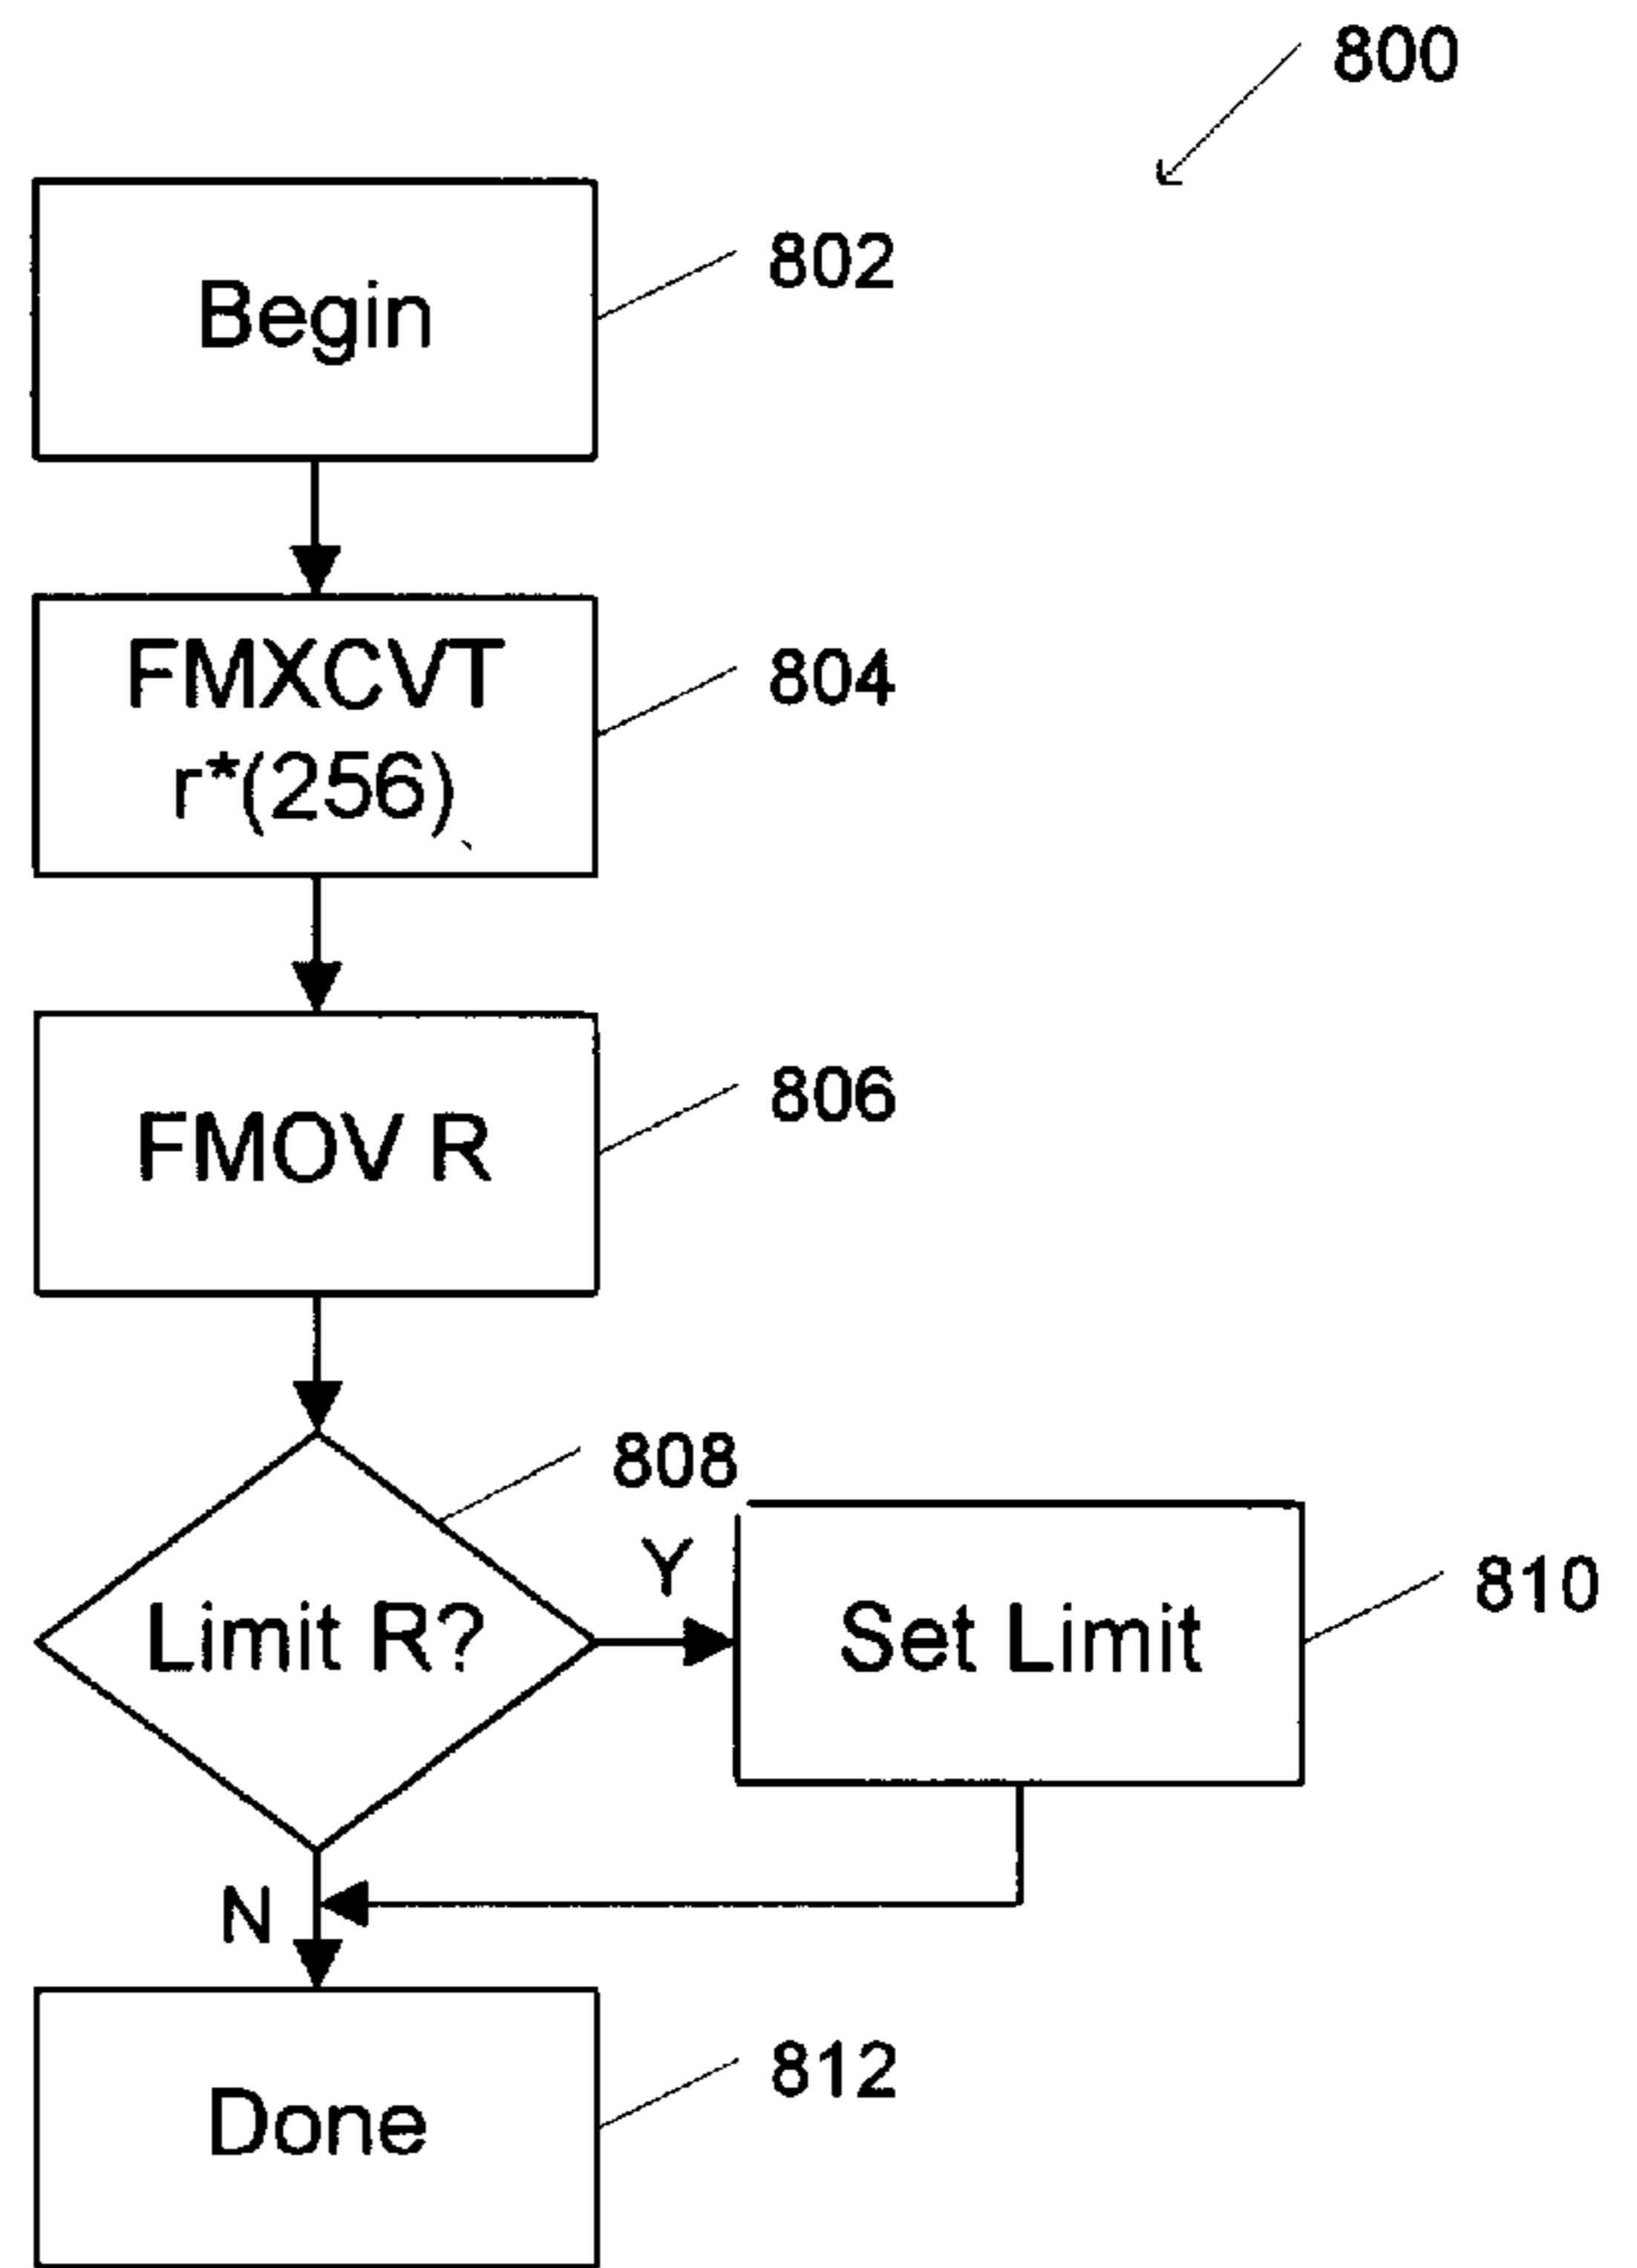 800
Begin
802
FMXCVT
r*(256)
804
FMOV R
806
808
Limit R?
Y
Set Limit
810
N
Done
812